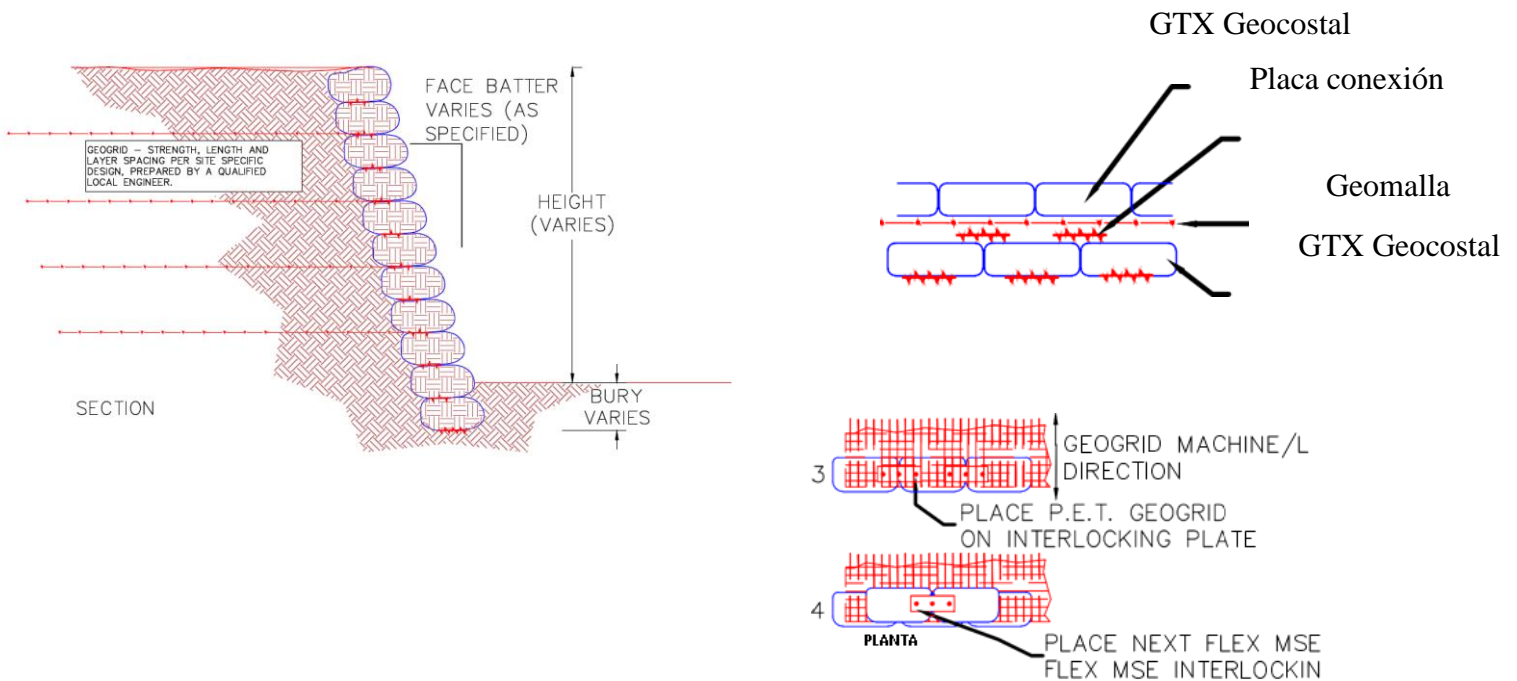 GTX Geocostal
Placa conexión
Geomalla
GTX Geocostal
FACE BATTER
VARIES (AS
SPECIFIED)
GEOGRID – STRENGTH, LENGTH AND
LAYER SPACING PER SITE SPECIFIC
DESIGN, PREPARED BY A QUALIFIED
LOCAL ENGINEER.
HEIGHT
(VARIES)
BURY
VARIES
SECTION
3
GEOGRID MACHINE/L
DIRECTION
PLACE P.E.T. GEOGRID
ON INTERLOCKING PLATE
4
PLANTA
PLACE NEXT FLEX MSE
FLEX MSE INTERLOCKIN